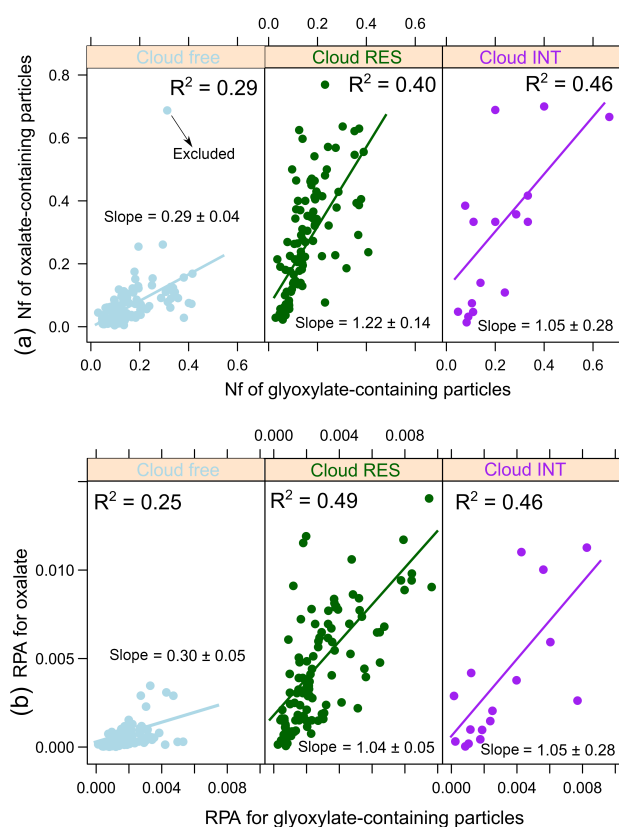 0.0 0.2 0.4 0.6
Cloud free Cloud RES Cloud INT
R² = 0.29 R² = 0.40 R² = 0.46
Excluded
Slope = 0.29 ± 0.04
Slope = 1.22 ± 0.14
Slope = 1.05 ± 0.28
0.8
0.6
0.4
0.2
0.0
(a) Nf of oxalate-containing particles
0.0 0.2 0.4 0.6 0.0 0.2 0.4 0.6
Nf of glyoxylate-containing particles
0.000 0.004 0.008
Cloud free Cloud RES Cloud INT
R² = 0.25 R² = 0.49 R² = 0.46
Slope = 0.30 ± 0.05
Slope = 1.04 ± 0.05
Slope = 1.05 ± 0.28
0.010
0.005
0.000
(b) RPA for oxalate
0.000 0.004 0.008 0.000 0.004 0.008
RPA for glyoxylate-containing particles